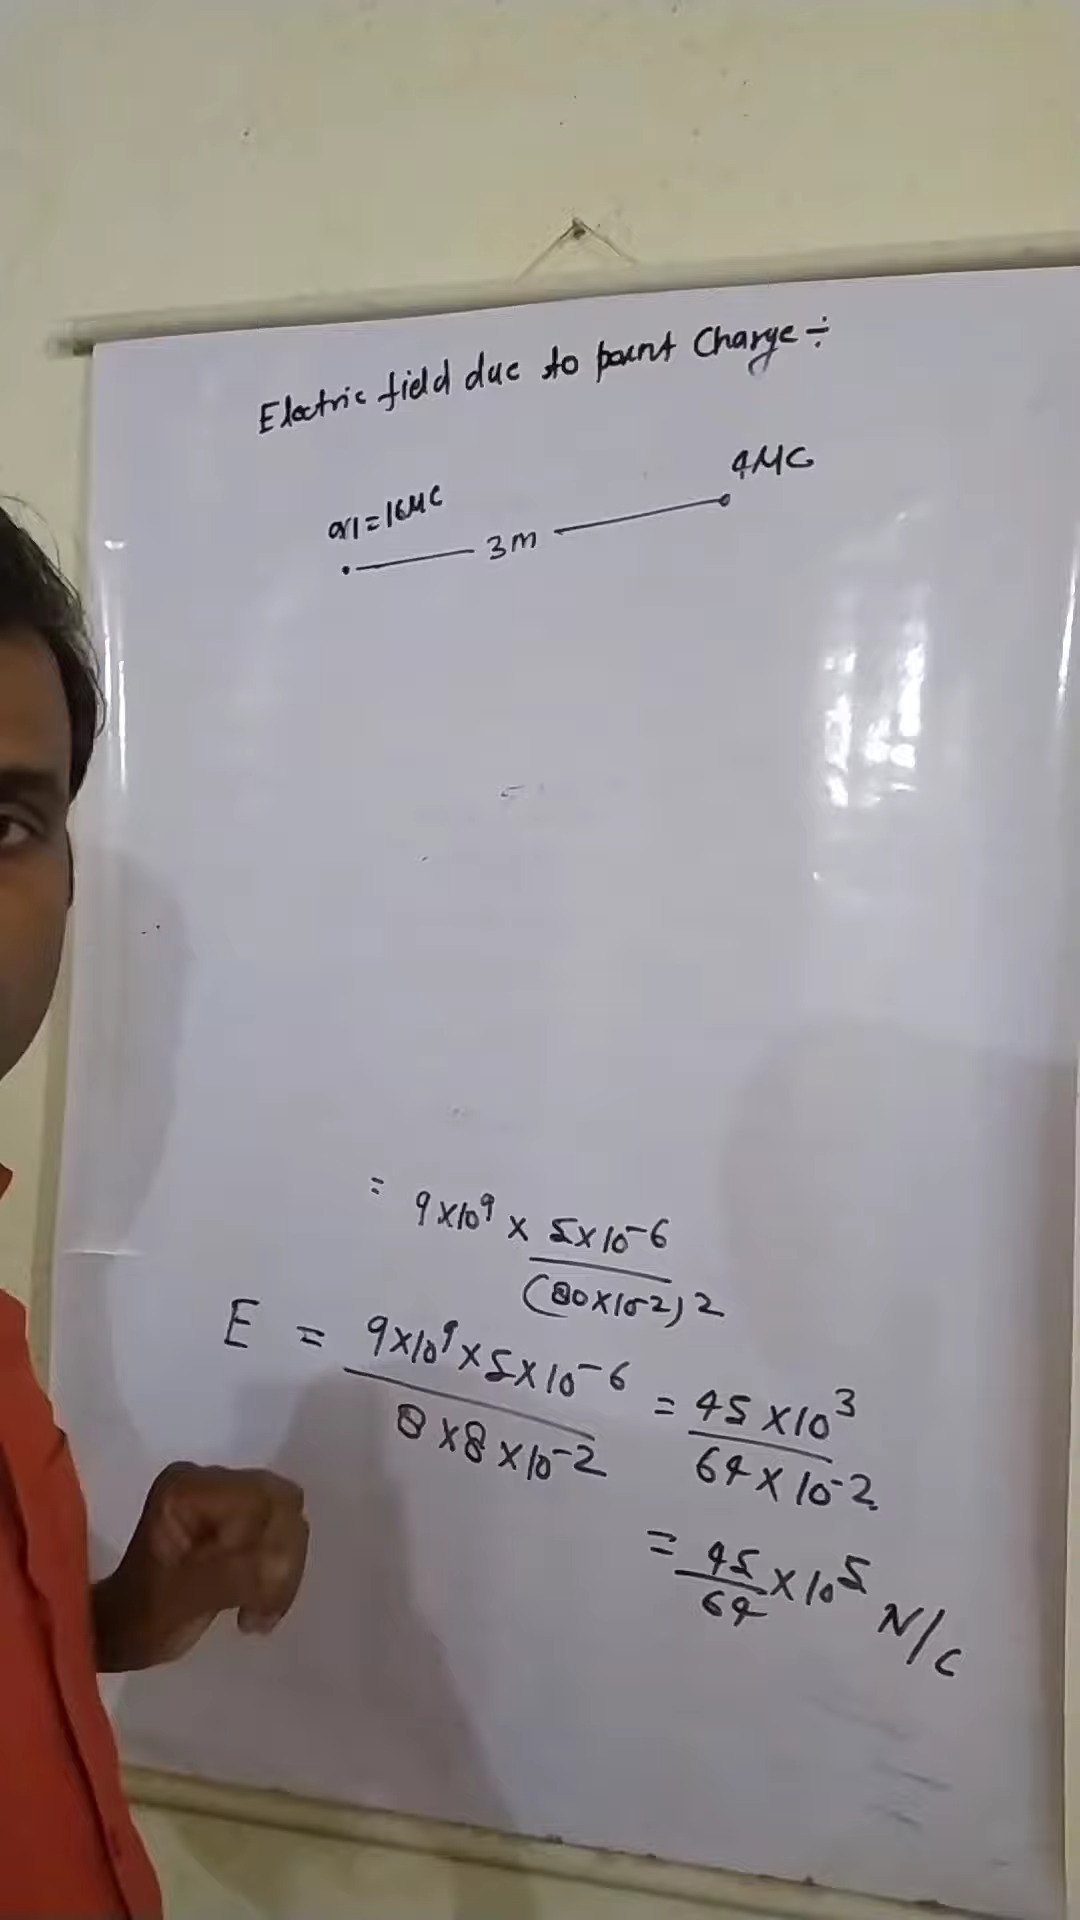 Electric field due to point Charge ÷
q1 = 16μC
4μC
3m
= 9×10⁹ × 5×10⁻⁶ / (80×10⁻²)²
E = 9×10⁹×5×10⁻⁶ / 8×8×10⁻² = 45×10³ / 64×10⁻²
= 45/64 ×10⁵ N/C